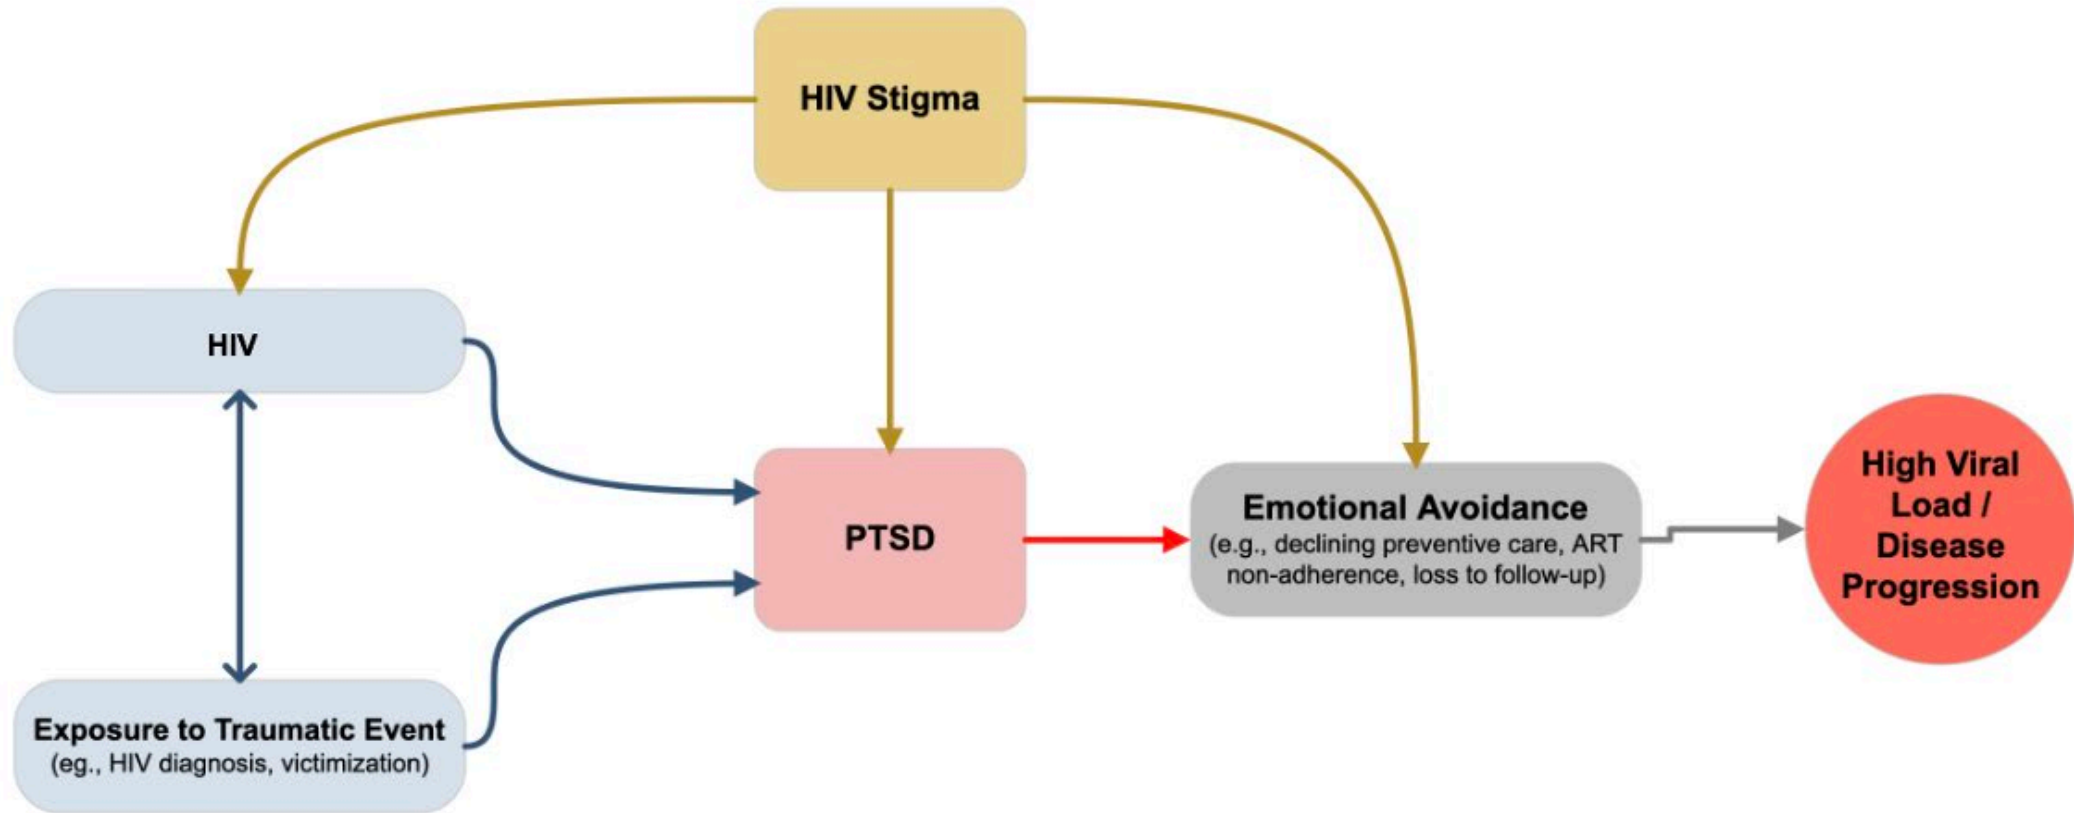 HIV Stigma
HIV
Exposure to Traumatic Event
(eg., HIV diagnosis, victimization)
PTSD
Emotional Avoidance
(e.g., declining preventive care, ART
non-adherence, loss to follow-up)
High Viral
Load /
Disease
Progression